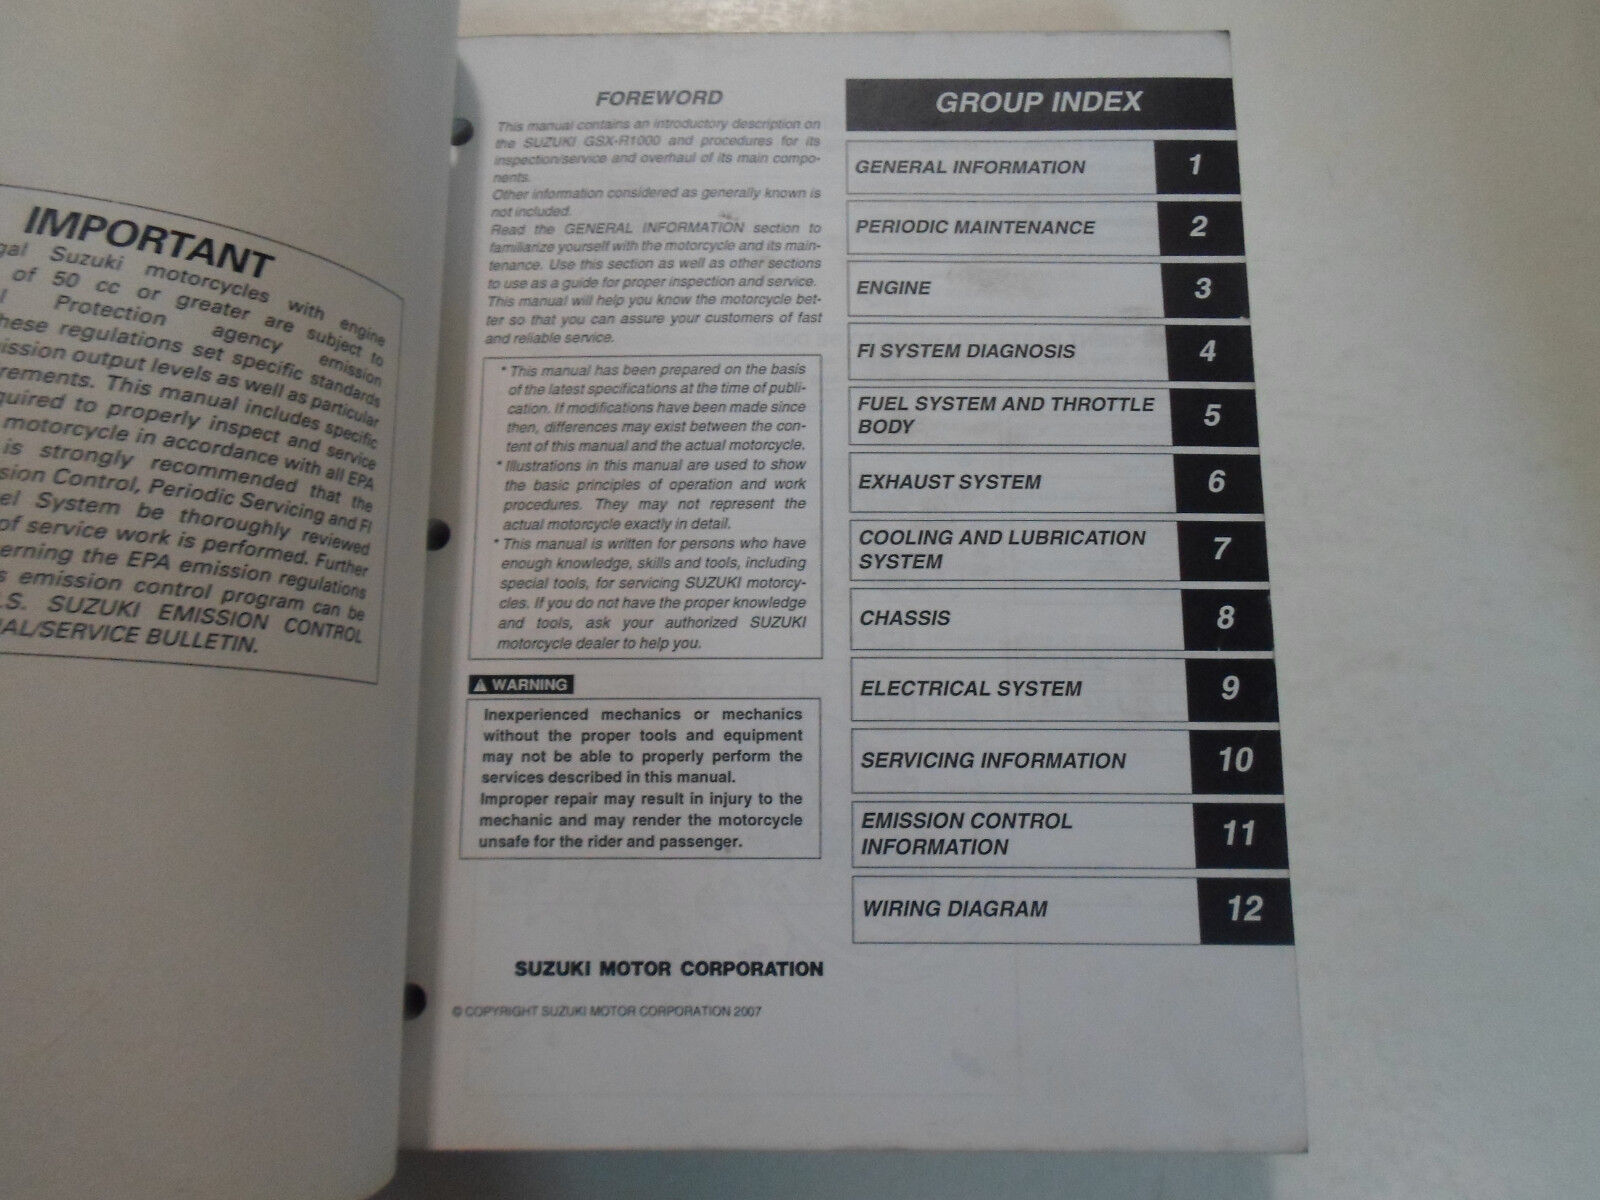 IMPORTANT
gal Suzuki motorcycles with engine
of 50 cc or greater are subject to
l Protection agency emission
hese regulations set specific standards
ission output levels as well as particular
rements. This manual includes specific
quired to properly inspect and service
motorcycle in accordance with all EPA
is strongly recommended that the
sion Control, Periodic Servicing and FI
el System be thoroughly reviewed
of service work is performed. Further
erning the EPA emission regulations
s emission control program can be
.S. SUZUKI EMISSION CONTROL
AL/SERVICE BULLETIN.
FOREWORD
This manual contains an introductory description on
the SUZUKI GSX-R1000 and procedures for its
inspection/service and overhaul of its main compo-
nents.
Other information considered as generally known is
not included.
Read the GENERAL INFORMATION section to
familiarize yourself with the motorcycle and its main-
tenance. Use this section as well as other sections
to use as a guide for proper inspection and service.
This manual will help you know the motorcycle bet-
ter so that you can assure your customers of fast
and reliable service.
* This manual has been prepared on the basis
of the latest specifications at the time of publi-
cation. If modifications have been made since
then, differences may exist between the con-
tent of this manual and the actual motorcycle.
* Illustrations in this manual are used to show
the basic principles of operation and work
procedures. They may not represent the
actual motorcycle exactly in detail.
* This manual is written for persons who have
enough knowledge, skills and tools, including
special tools, for servicing SUZUKI motorcy-
cles. If you do not have the proper knowledge
and tools, ask your authorized SUZUKI
motorcycle dealer to help you.
WARNING
Inexperienced mechanics or mechanics
without the proper tools and equipment
may not be able to properly perform the
services described in this manual.
Improper repair may result in injury to the
mechanic and may render the motorcycle
unsafe for the rider and passenger.
SUZUKI MOTOR CORPORATION
© COPYRIGHT SUZUKI MOTOR CORPORATION 2007
GROUP INDEX
GENERAL INFORMATION 1
PERIODIC MAINTENANCE 2
ENGINE 3
FI SYSTEM DIAGNOSIS 4
FUEL SYSTEM AND THROTTLE
BODY 5
EXHAUST SYSTEM 6
COOLING AND LUBRICATION
SYSTEM 7
CHASSIS 8
ELECTRICAL SYSTEM 9
SERVICING INFORMATION 10
EMISSION CONTROL
INFORMATION 11
WIRING DIAGRAM 12